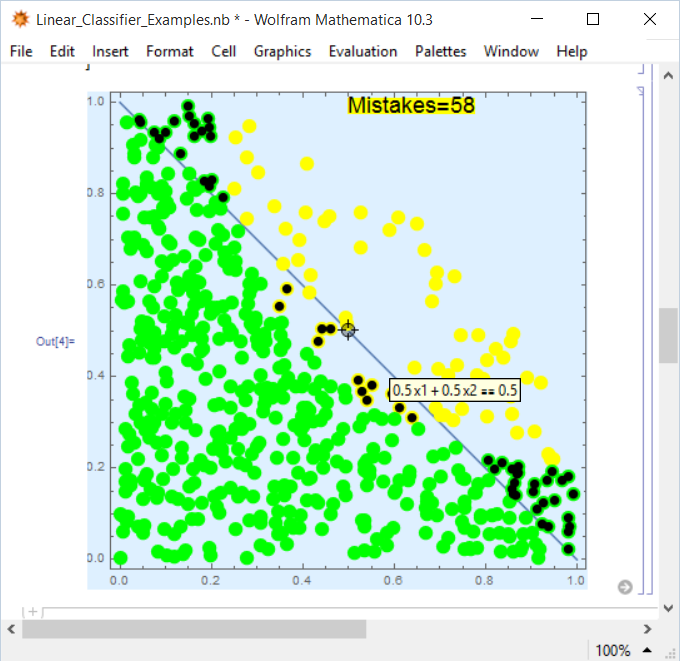 Linear_Classifier_Examples.nb * - Wolfram Mathematica 10.3
File Edit Insert Format Cell Graphics Evaluation Palettes Window Help
Mistakes=58
1.0
0.8
0.6
Out[4]=
0.4
0.5 x1 + 0.5 x2 == 0.5
0.2
0.0
0.0 0.2 0.4 0.6 0.8 1.0
100%